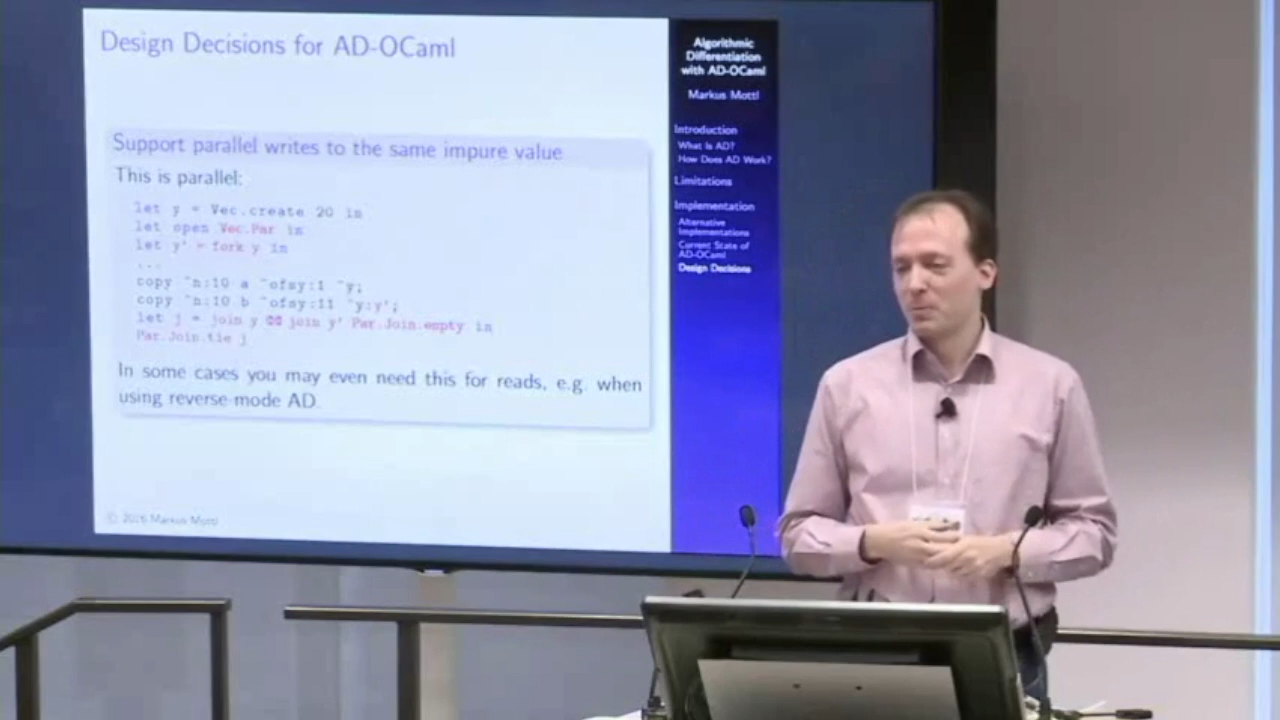 Design Decisions for AD-OCaml
Support parallel writes to the same impure value
This is parallel:
let y = Vec.create 20 in
let open Vec.Par in
let y' = fork y in
...
copy ~n:10 a ~ofsy:1 ~y;
copy ~n:10 b ~ofsy:11 ~y:y';
let j = join y @@ join y' Par.Join.empty in
Par.Join.tie j
In some cases you may even need this for reads, e.g. when
using reverse-mode AD.
© 2016 Markus Mottl
Algorithmic
Differentiation
with AD-OCaml
Markus Mottl
Introduction
What Is AD?
How Does AD Work?
Limitations
Implementation
Alternative
Implementations
Current State of
AD-OCaml
Design Decisions